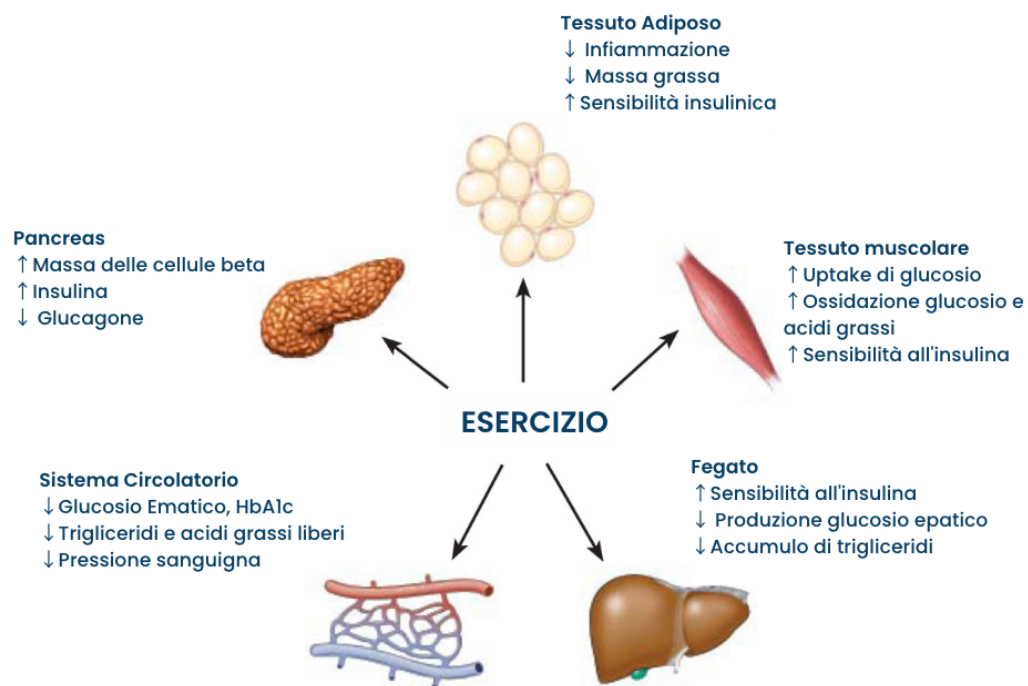 Tessuto Adiposo
↓ Infiammazione
↓ Massa grassa
↑ Sensibilità insulinica
Pancreas
↑ Massa delle cellule beta
↑ Insulina
↓ Glucagone
Tessuto muscolare
↑ Uptake di glucosio
↑ Ossidazione glucosio e
acidi grassi
↑ Sensibilità all'insulina
ESERCIZIO
Sistema Circolatorio
↓ Glucosio Ematico, HbA1c
↓ Trigliceridi e acidi grassi liberi
↓ Pressione sanguigna
Fegato
↑ Sensibilità all'insulina
↓ Produzione glucosio epatico
↓ Accumulo di trigliceridi